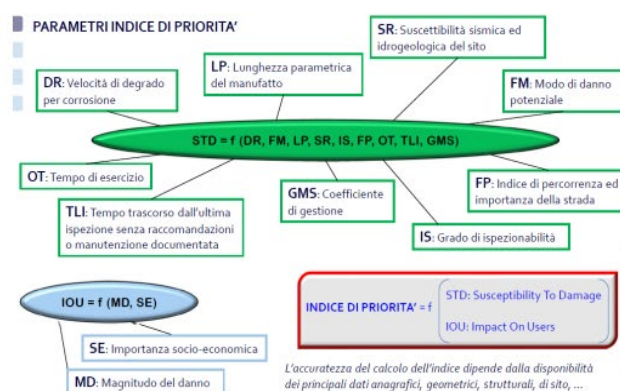 PARAMETRI INDICE DI PRIORITA'
SR: Suscettibilità sismica ed
idrogeologica del sito
LP: Lunghezza parametrica
del manufatto
DR: Velocità di degrado
per corrosione
FM: Modo di danno
potenziale
STD = f (DR, FM, LP, SR, IS, FP, OT, TLI, GMS)
OT: Tempo di esercizio
TLI: Tempo trascorso dall'ultima
ispezione senza raccomandazioni
o manutenzione documentata
GMS: Coefficiente
di gestione
FP: Indice di percorrenza ed
importanza della strada
IS: Grado di ispezionabilità
IOU = f (MD, SE)
SE: Importanza socio-economica
MD: Magnitudo del danno
INDICE DI PRIORITA' = f
STD: Susceptibility To Damage
IOU: Impact On Users
L'accuratezza del calcolo dell'indice dipende dalla disponibilità
dei principali dati anagrafici, geometrici, strutturali, di sito, ...